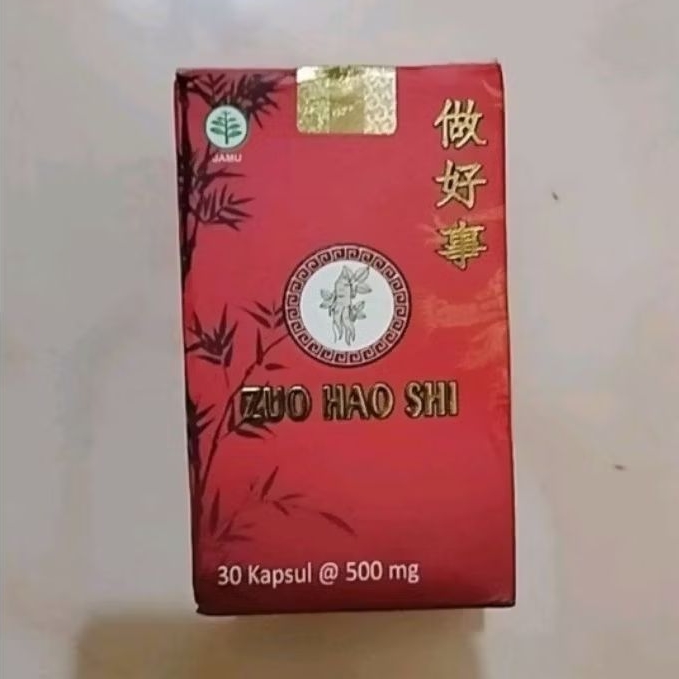 JAMU
做好事
ZUO HAO SHI
30 Kapsul @ 500 mg